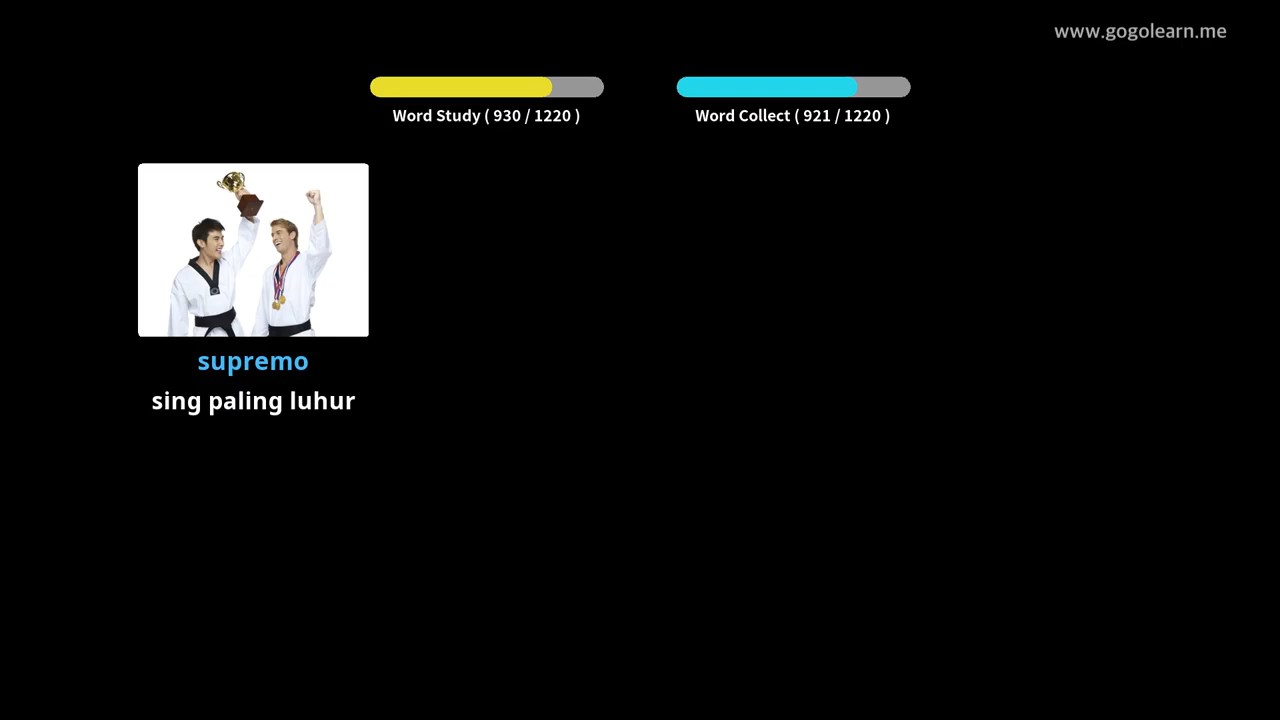 www.gogolearn.me
Word Study ( 930 / 1220 )
Word Collect ( 921 / 1220 )
supremo
sing paling luhur